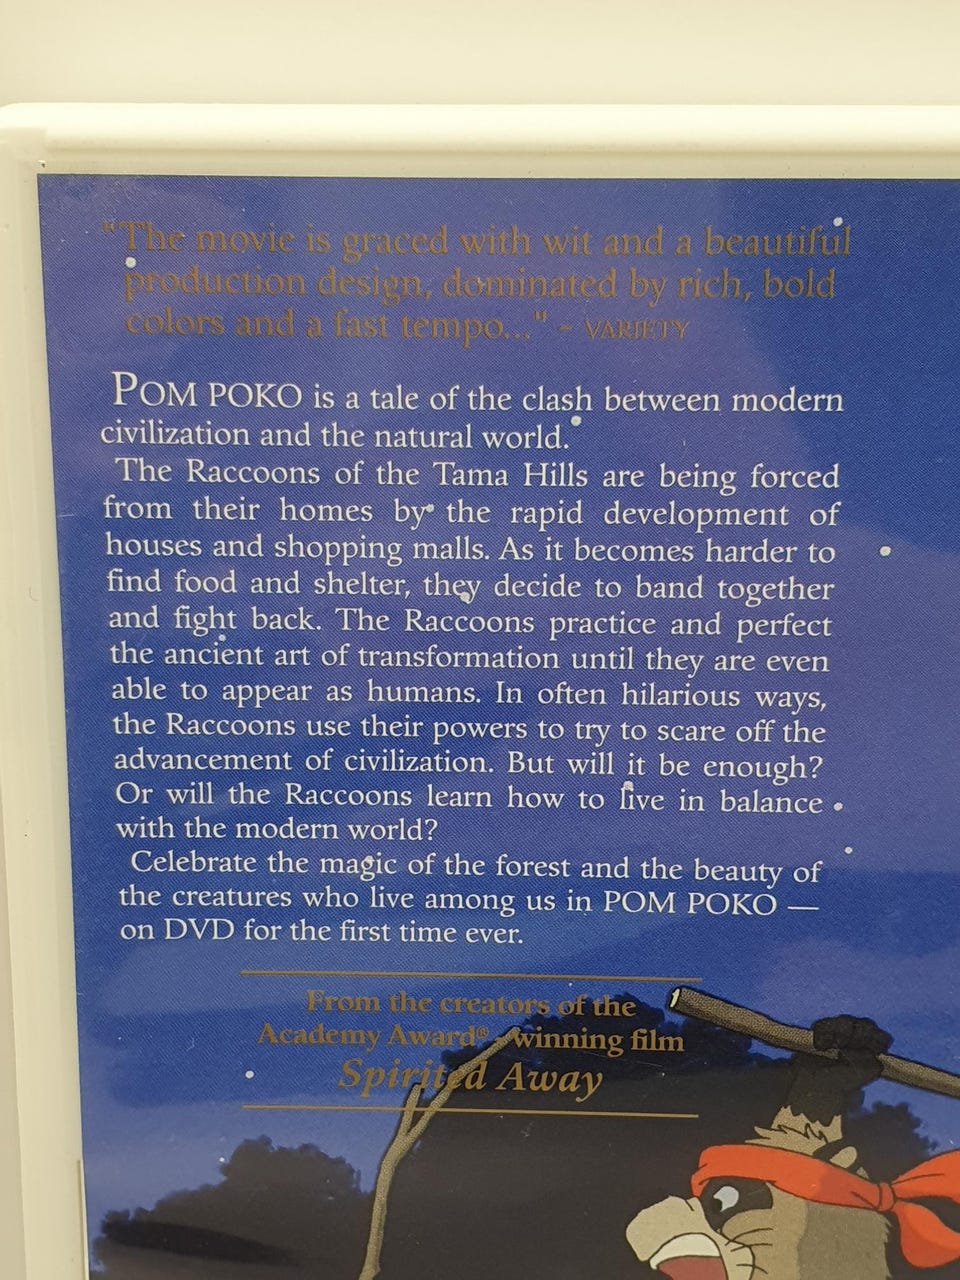 "The movie is graced with wit and a beautiful
production design, dominated by rich, bold
colors and a fast tempo..." - VARIETY
POM POKO is a tale of the clash between modern
civilization and the natural world.
The Raccoons of the Tama Hills are being forced
from their homes by the rapid development of
houses and shopping malls. As it becomes harder to
find food and shelter, they decide to band together
and fight back. The Raccoons practice and perfect
the ancient art of transformation until they are even
able to appear as humans. In often hilarious ways,
the Raccoons use their powers to try to scare off the
advancement of civilization. But will it be enough?
Or will the Raccoons learn how to live in balance
with the modern world?
Celebrate the magic of the forest and the beauty of
the creatures who live among us in POM POKO —
on DVD for the first time ever.
From the creators of the
Academy Award®-winning film
Spirited Away